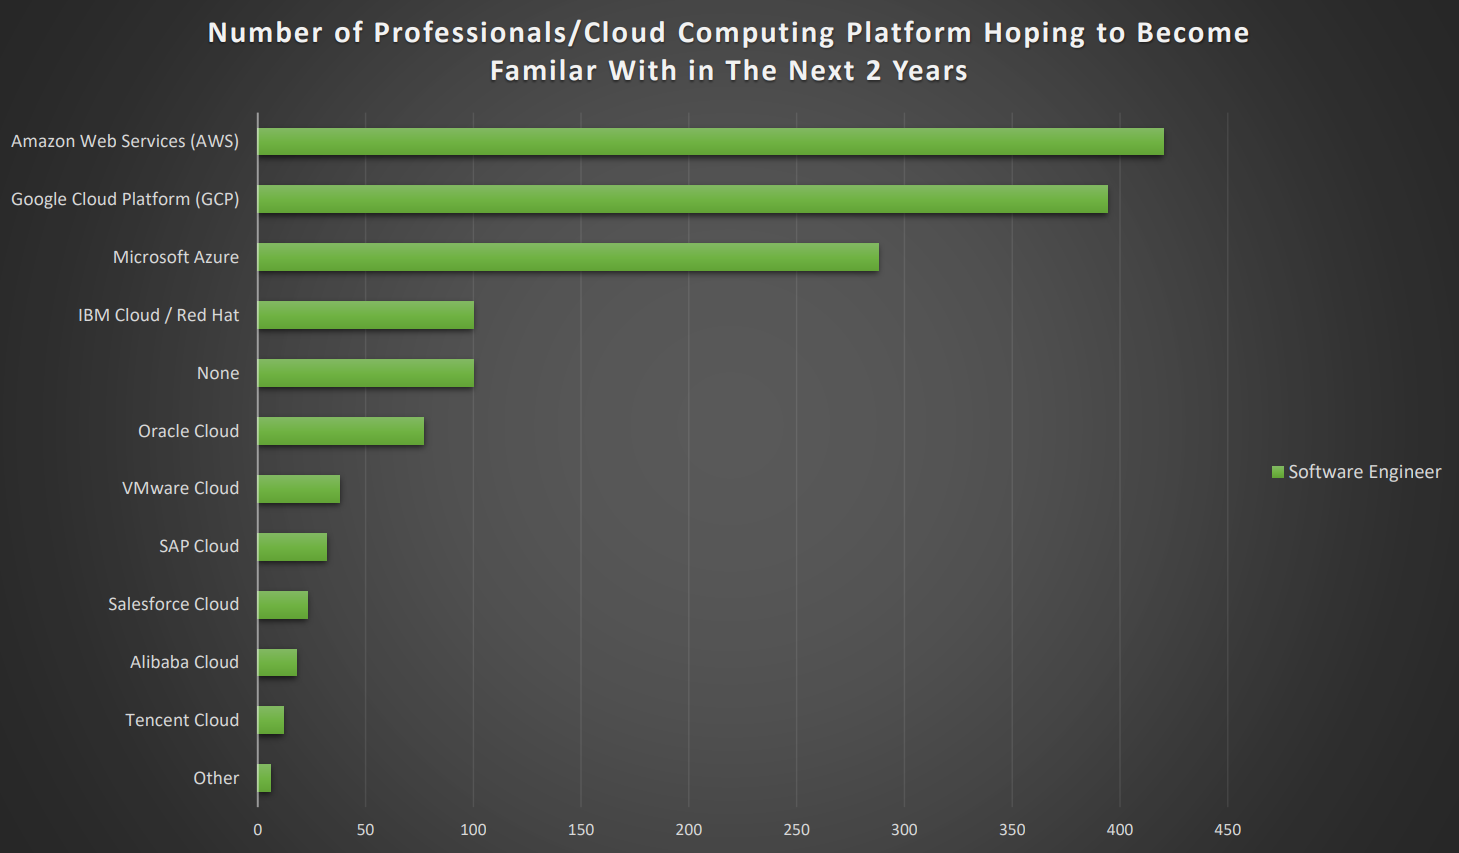 Number of Professionals/Cloud Computing Platform Hoping to Become
Familar With in The Next 2 Years
Amazon Web Services (AWS)
Google Cloud Platform (GCP)
Microsoft Azure
IBM Cloud / Red Hat
None
Oracle Cloud
VMware Cloud
SAP Cloud
Salesforce Cloud
Alibaba Cloud
Tencent Cloud
Other
0 50 100 150 200 250 300 350 400 450
Software Engineer